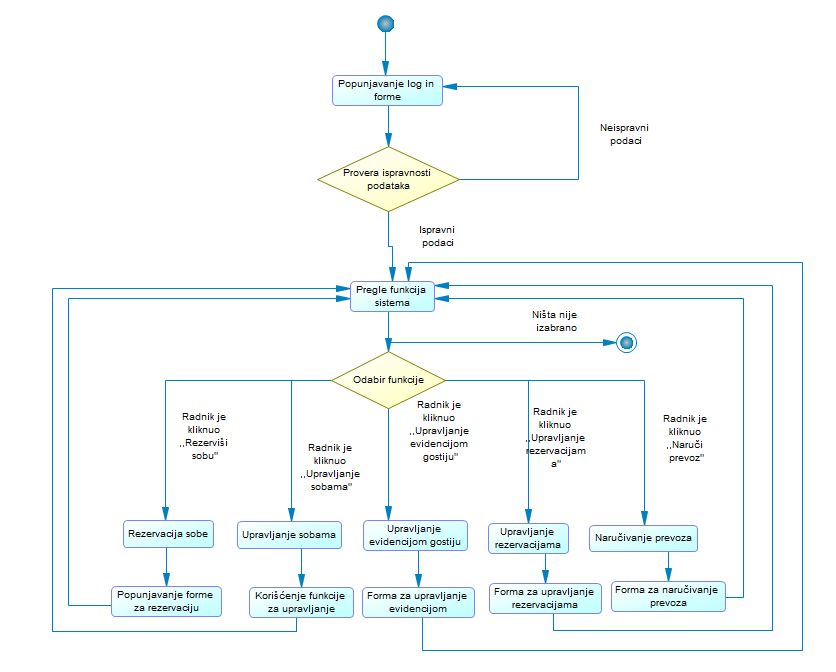 Popunjavanje log in
forme
Neispravni
podaci
Provera ispravnosti
podataka
Ispravni
podaci
Pregle funkcija
sistema
Ništa nije
izabrano
Odabir funkcije
Radnik je
kliknuo
,,Rezerviši
sobu"
Radnik je
kliknuo
,,Upravljanje
sobama"
Radnik je
kliknuo
,,Upravljanje
evidencijom
gostiju"
Radnik je
kliknuo
,,Upravljanje
rezervacijam
a"
Radnik je
kliknuo
,,Naruči
prevoz"
Rezervacija sobe
Upravljanje sobama
Upravljanje
evidencijom gostiju
Upravljanje
rezervacijama
Naručivanje prevoza
Popunjavanje forme
za rezervaciju
Korišćenje funkcije
za upravljanje
Forma za upravljanje
evidencijom
Forma za upravljanje
rezervacijama
Forma za naručivanje
prevoza